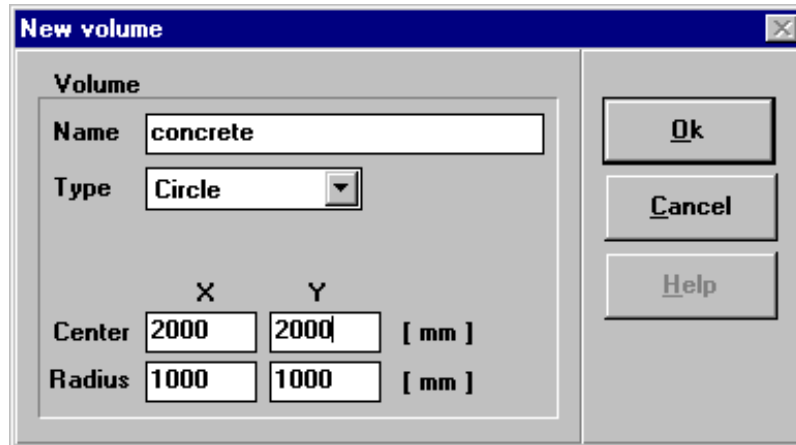 New volume
Volume
Name concrete
Type Circle
X Y
Center 2000 2000 [ mm ]
Radius 1000 1000 [ mm ]
Ok
Cancel
Help